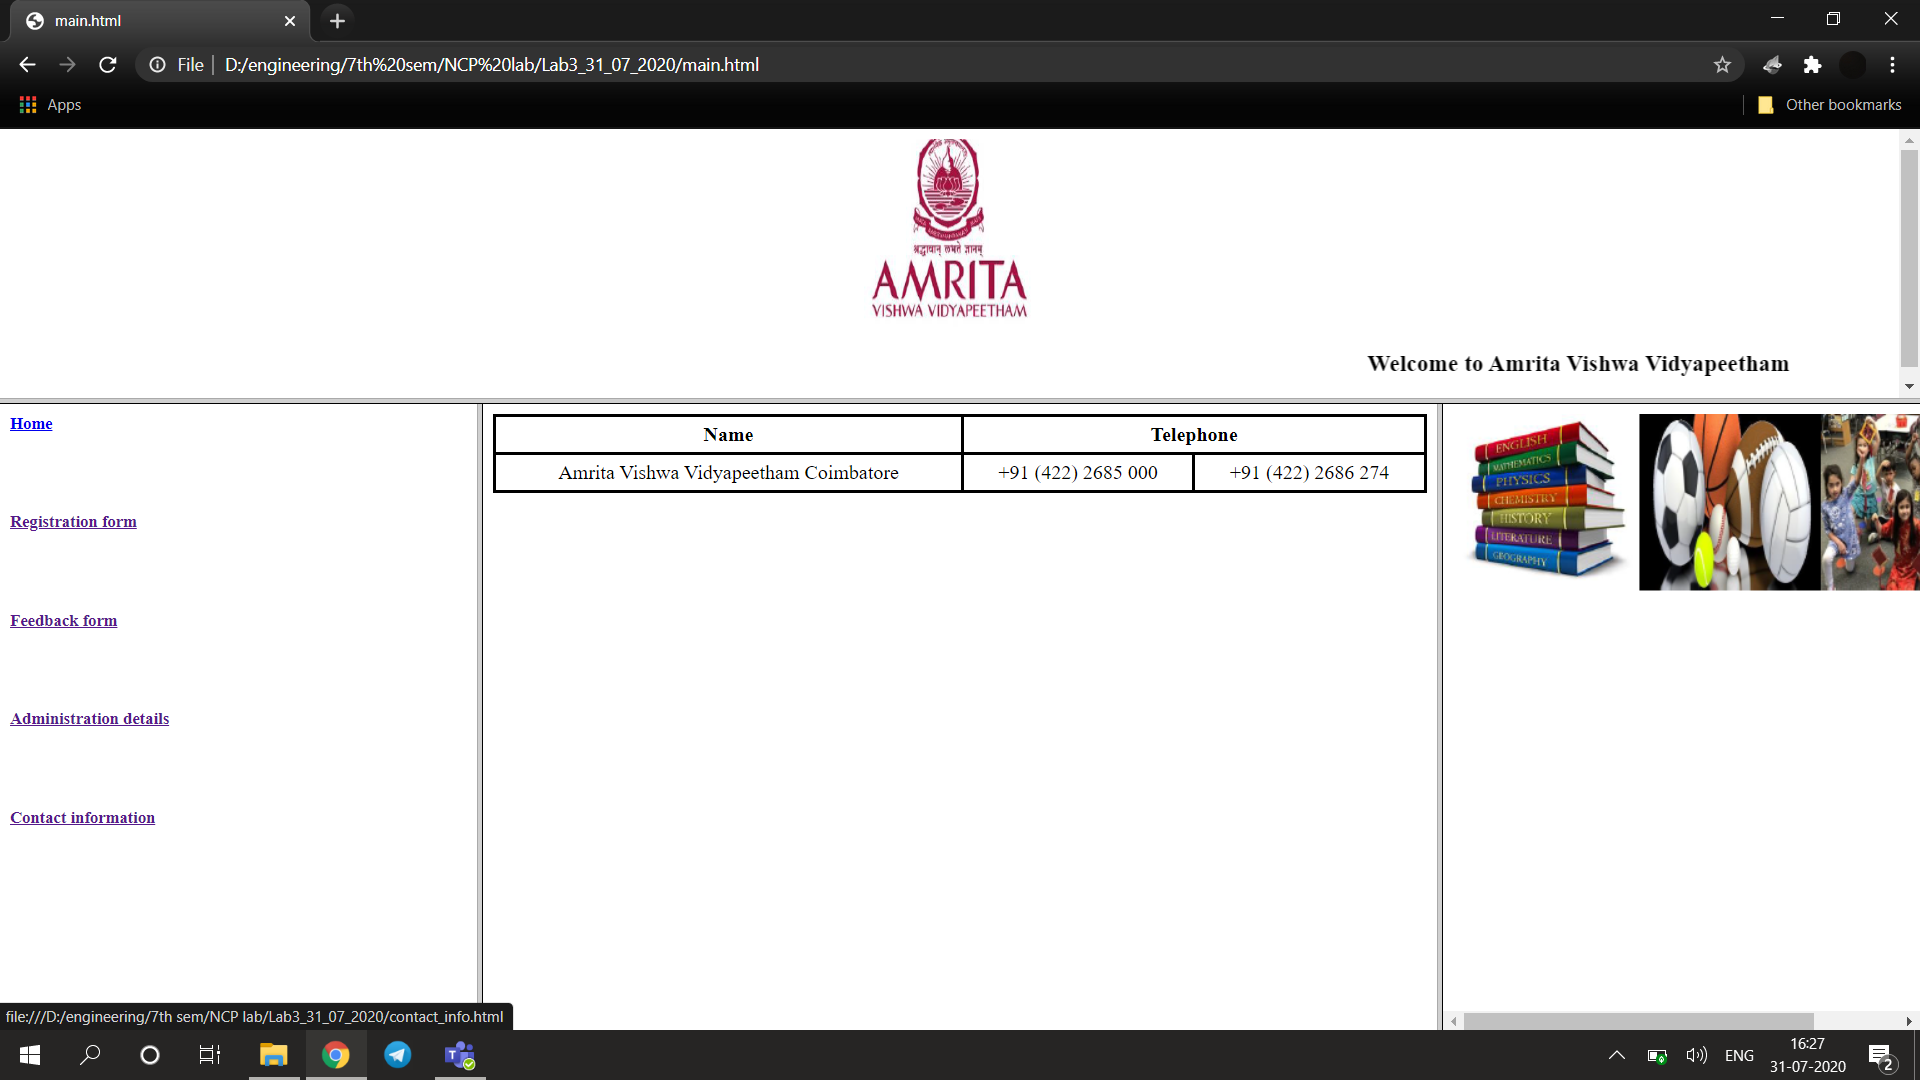 main.html
File
D:/engineering/7th%20sem/NCP%20lab/Lab3_31_07_2020/main.html
Apps
Other bookmarks
श्रद्धावान् लभते ज्ञानम्
AMRITA
VISHWA VIDYAPEETHAM
Welcome to Amrita Vishwa Vidyapeetham
Home
Registration form
Feedback form
Administration details
Contact information
Name Telephone
Amrita Vishwa Vidyapeetham Coimbatore +91 (422) 2685 000 +91 (422) 2686 274
ENGLISH
MATHEMATICS
PHYSICS
CHEMISTRY
HISTORY
LITERATURE
GEOGRAPHY
file:///D:/engineering/7th sem/NCP lab/Lab3_31_07_2020/contact_info.html
T
ENG
16:27
31-07-2020
2